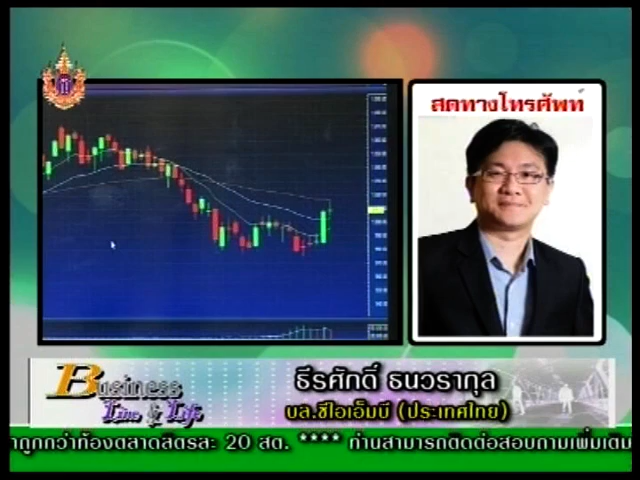 สดทางโทรศัพท์
Business
Line & Life
ธีรศักดิ์ ธนวรากุล
บล.ซีไอเอ็มบี (ประเทศไทย)
าถูกกว่าท้องตลาดลิตรละ 20 สต. **** ท่านสามารถติดต่อสอบถามเพิ่มเติม